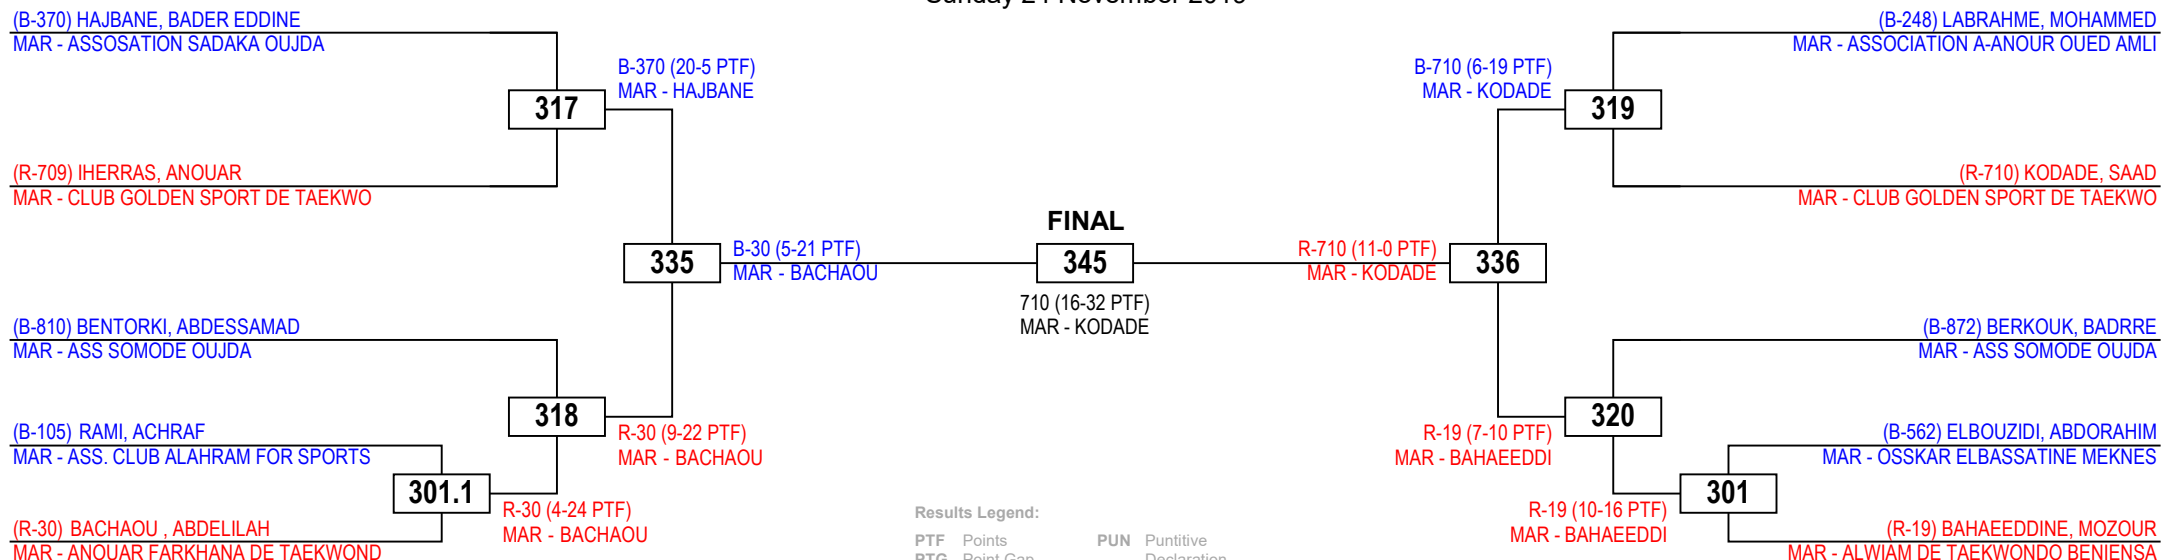 (B-370) HAJBANE, BADER EDDINE
MAR - ASSOSATION SADAKA OUJDA
B-370 (20-5 PTF)
MAR - HAJBANE
317
(R-709) IHERRAS, ANOUAR
MAR - CLUB GOLDEN SPORT DE TAEKWO
335
B-30 (5-21 PTF)
MAR - BACHAOU
(B-810) BENTORKI, ABDESSAMAD
MAR - ASS SOMODE OUJDA
318
R-30 (9-22 PTF)
MAR - BACHAOU
(B-105) RAMI, ACHRAF
MAR - ASS. CLUB ALAHRAM FOR SPORTS
301.1
R-30 (4-24 PTF)
MAR - BACHAOU
(R-30) BACHAOU , ABDELILAH
MAR - ANOUAR FARKHANA DE TAEKWOND
FINAL
345
710 (16-32 PTF)
MAR - KODADE
(B-248) LABRAHME, MOHAMMED
MAR - ASSOCIATION A-ANOUR OUED AMLI
B-710 (6-19 PTF)
MAR - KODADE
319
(R-710) KODADE, SAAD
MAR - CLUB GOLDEN SPORT DE TAEKWO
R-710 (11-0 PTF)
MAR - KODADE
336
(B-872) BERKOUK, BADRRE
MAR - ASS SOMODE OUJDA
320
R-19 (7-10 PTF)
MAR - BAHAEEDDI
(B-562) ELBOUZIDI, ABDORAHIM
MAR - OSSKAR ELBASSATINE MEKNES
301
R-19 (10-16 PTF)
MAR - BAHAEEDDI
(R-19) BAHAEEDDINE, MOZOUR
MAR - ALWIAM DE TAEKWONDO BENIENSA
Results Legend:
PTF Points PUN Puntitive
PTG Point Gap Declaration